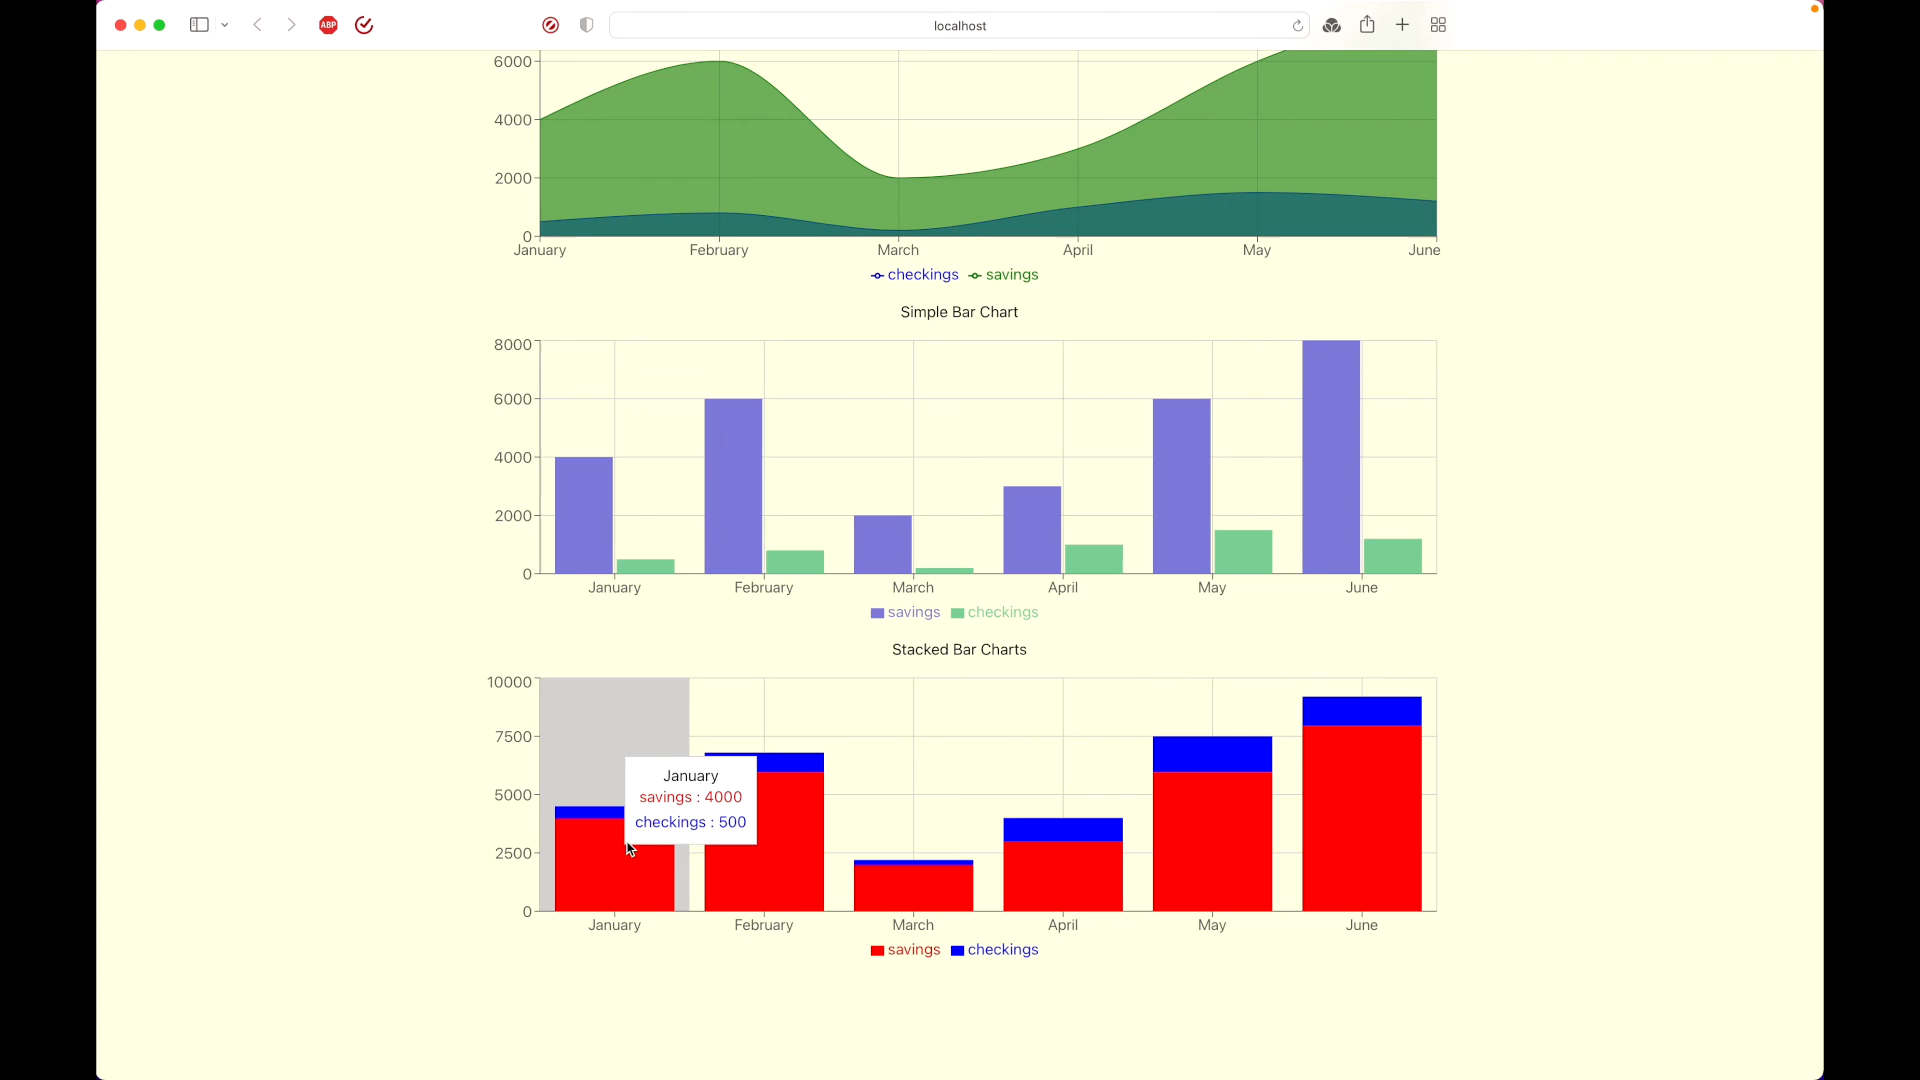 ABP
localhost
6000
4000
2000
0
January February March April May June
checkings savings
Simple Bar Chart
8000
6000
4000
2000
0
January February March April May June
savings checkings
Stacked Bar Charts
10000
7500
5000
2500
0
January
savings : 4000
checkings : 500
January February March April May June
savings checkings